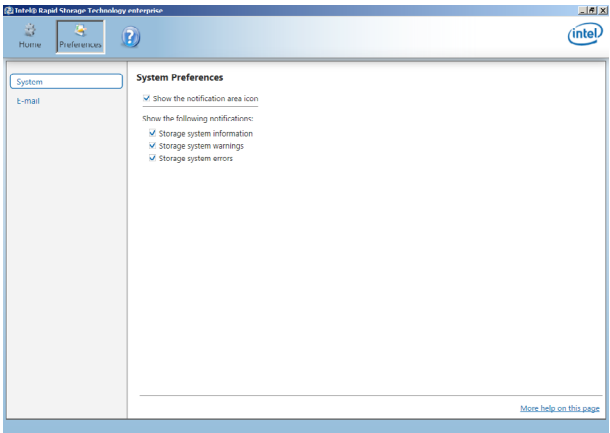 Intel® Rapid Storage Technology enterprise
Home
Preferences
?
intel
System
E-mail
System Preferences
Show the notification area icon
Show the following notifications:
Storage system information
Storage system warnings
Storage system errors
More help on this page